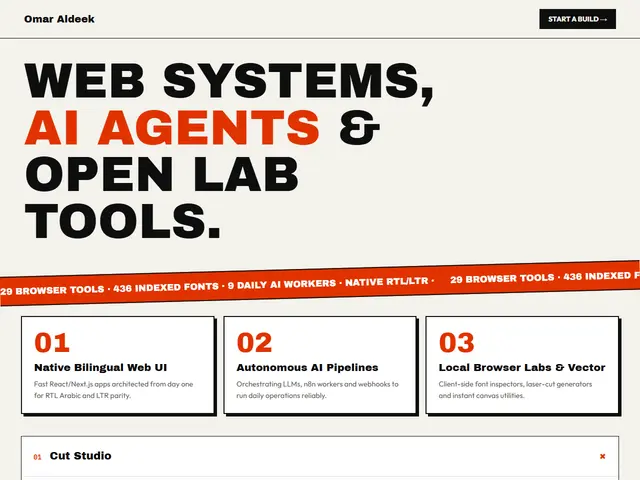 Omar Aldeek
START A BUILD →
WEB SYSTEMS,
AI AGENTS &
OPEN LAB
TOOLS.
29 BROWSER TOOLS · 436 INDEXED FONTS · 9 DAILY AI WORKERS · NATIVE RTL/LTR · 29 BROWSER TOOLS · 436 INDEXED F
01
Native Bilingual Web UI
Fast React/Next.js apps architected from day one
for RTL Arabic and LTR parity.
02
Autonomous AI Pipelines
Orchestrating LLMs, n8n workers and webhooks to
run daily operations reliably.
03
Local Browser Labs & Vector
Client-side font inspectors, laser-cut generators
and instant canvas utilities.
01 Cut Studio